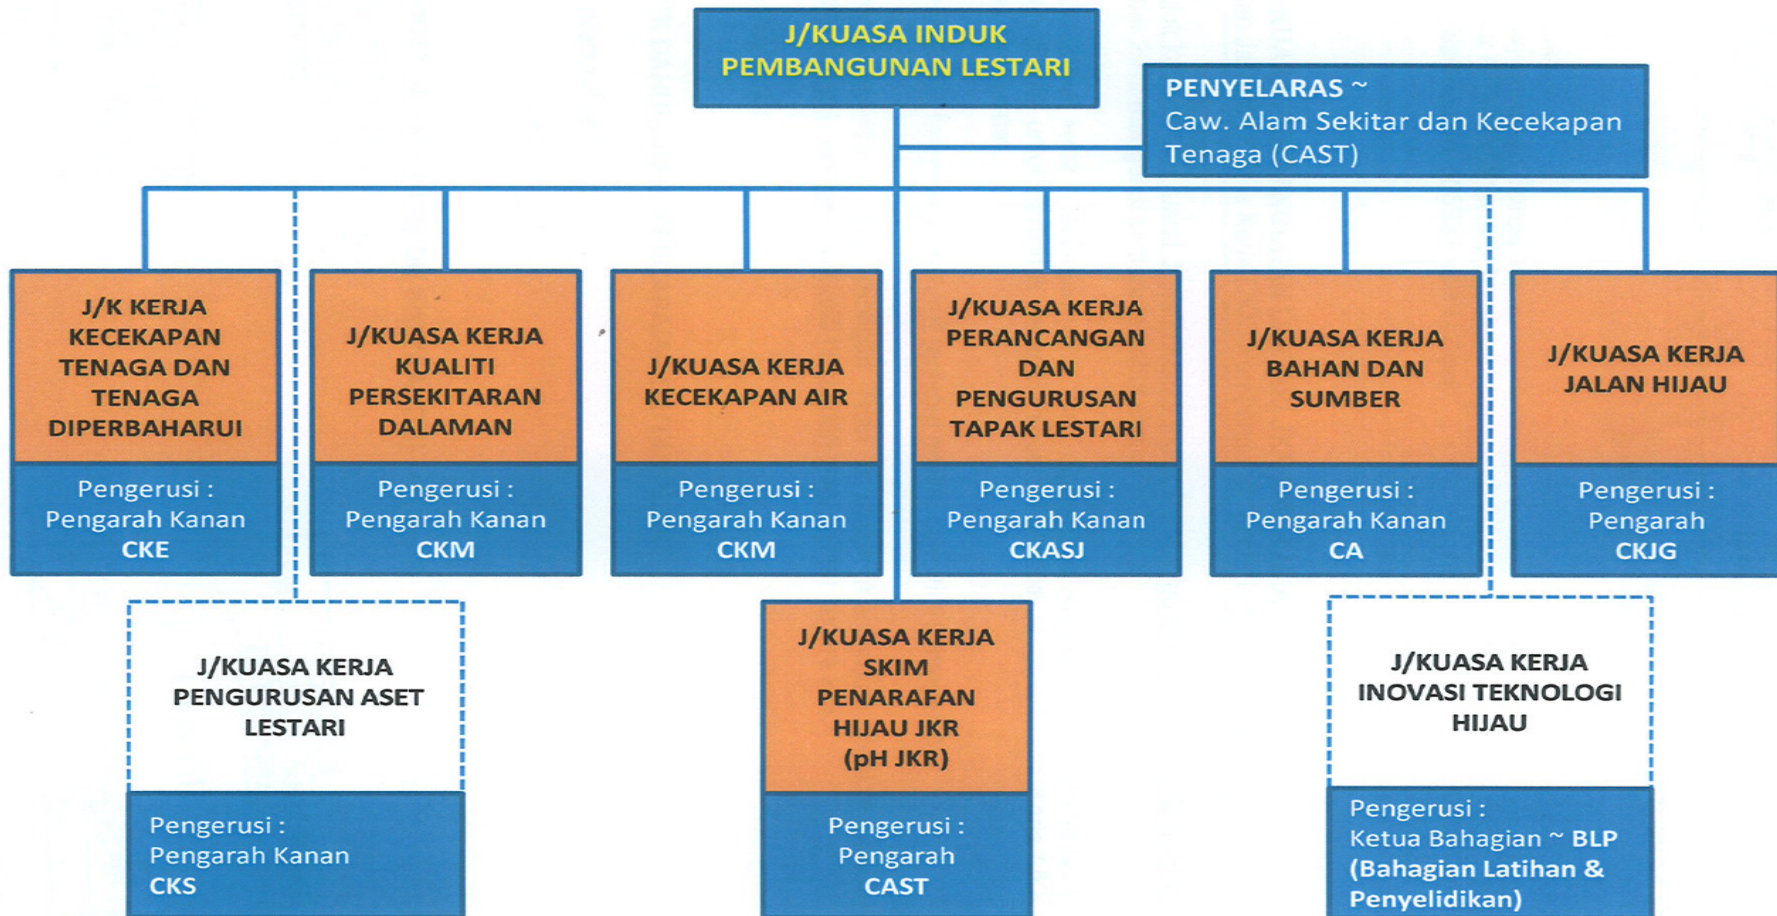 J/KUASA INDUK
PEMBANGUNAN LESTARI
PENYELARAS ~
Caw. Alam Sekitar dan Kecekapan
Tenaga (CAST)
J/K KERJA
KECEKAPAN
TENAGA DAN
TENAGA
DIPERBAHARUI
Pengerusi :
Pengarah Kanan
CKE
J/KUASA KERJA
KUALITI
PERSEKITARAN
DALAMAN
Pengerusi :
Pengarah Kanan
CKM
J/KUASA KERJA
KECEKAPAN AIR
Pengerusi :
Pengarah Kanan
CKM
J/KUASA KERJA
PERANCANGAN
DAN
PENGURUSAN
TAPAK LESTARI
Pengerusi :
Pengarah Kanan
CKASJ
J/KUASA KERJA
BAHAN DAN
SUMBER
Pengerusi :
Pengarah Kanan
CA
J/KUASA KERJA
JALAN HIJAU
Pengerusi :
Pengarah
CKJG
J/KUASA KERJA
PENGURUSAN ASET
LESTARI
Pengerusi :
Pengarah Kanan
CKS
J/KUASA KERJA
SKIM
PENARAFAN
HIJAU JKR
(pH JKR)
Pengerusi :
Pengarah
CAST
J/KUASA KERJA
INOVASI TEKNOLOGI
HIJAU
Pengerusi :
Ketua Bahagian ~ BLP
(Bahagian Latihan &
Penyelidikan)